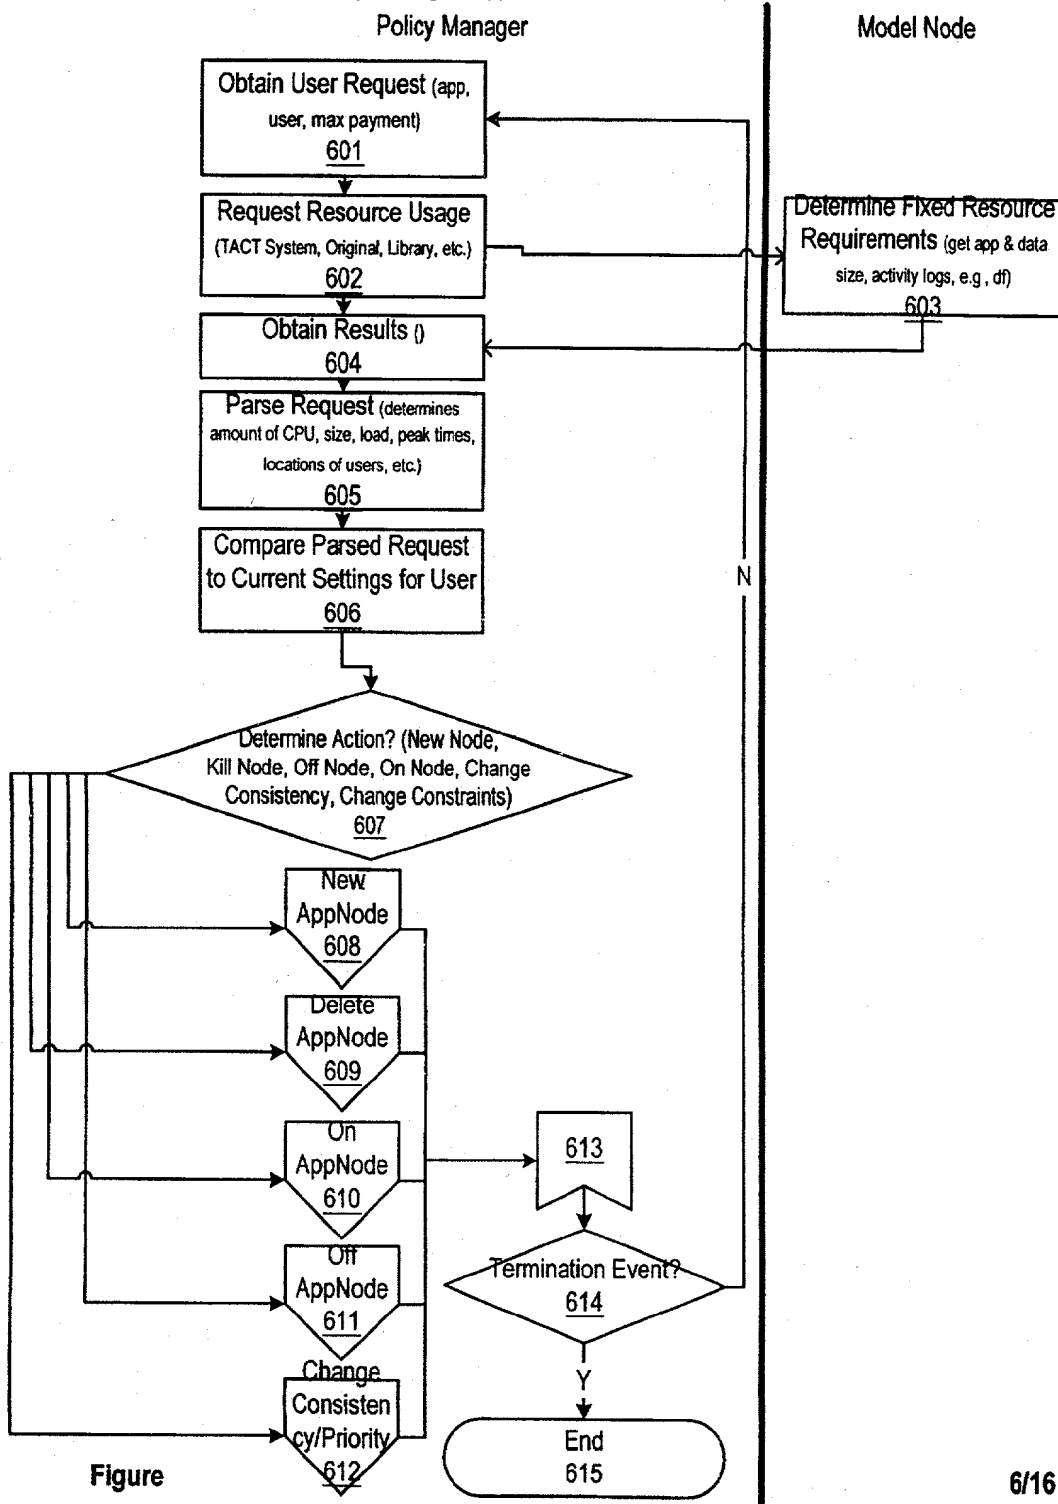 Policy Manager
Model Node
Obtain User Request (app,
user, max payment)
601
Request Resource Usage
(TACT System, Original, Library, etc.)
602
Determine Fixed Resource
Requirements (get app & data
size, activity logs, e.g , df)
603
Obtain Results ()
604
Parse Request (determines
amount of CPU, size, load, peak times,
locations of users, etc.)
605
Compare Parsed Request
to Current Settings for User
606
N
Determine Action? (New Node,
Kill Node, Off Node, On Node, Change
Consistency, Change Constraints)
607
New
AppNode
608
Delete
AppNode
609
On
AppNode
610
613
Off
AppNode
611
Termination Event?
614
Change
Consisten
cy/Priority
612
Y
End
615
Figure
6/16